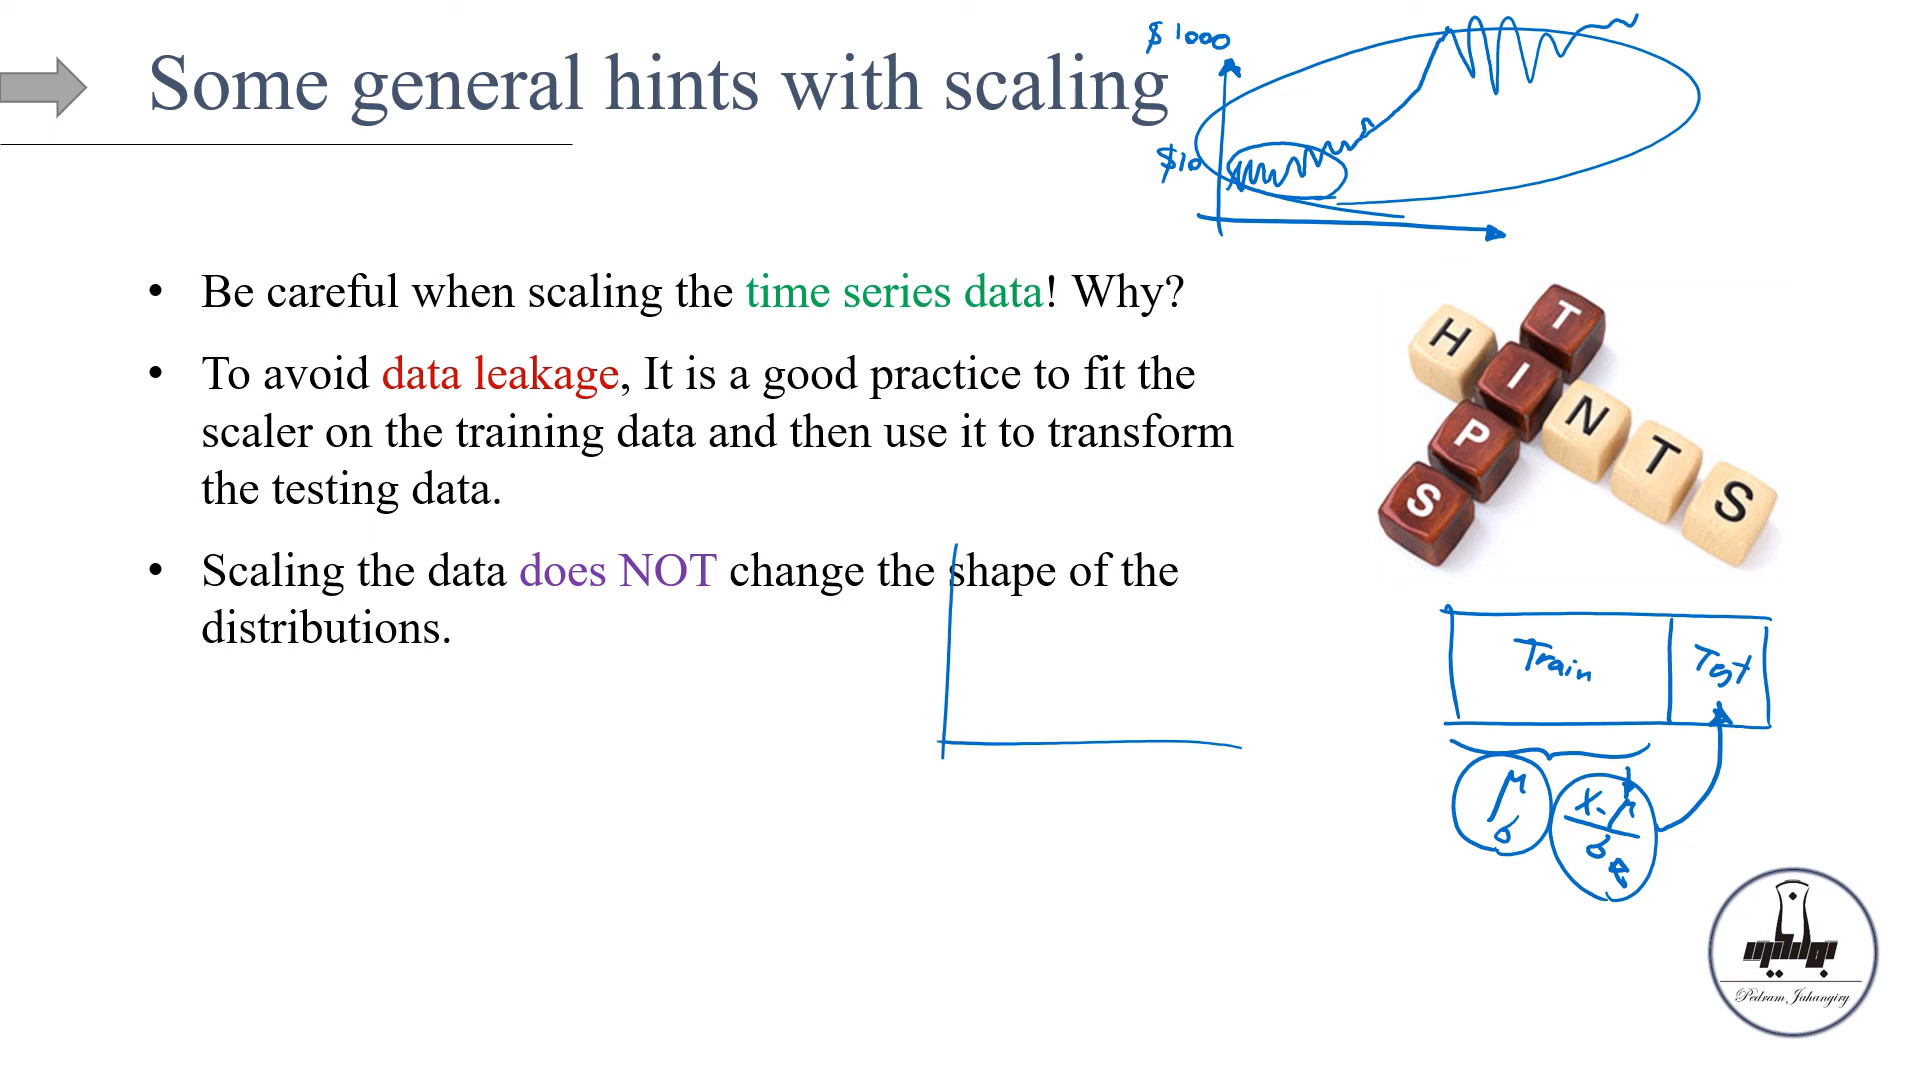 Some general hints with scaling
$1000
$10
• Be careful when scaling the time series data! Why?
• To avoid data leakage, It is a good practice to fit the
scaler on the training data and then use it to transform
the testing data.
• Scaling the data does NOT change the shape of the
distributions.
HINTS
TIPS
Train
Test
μ
σ
X-μ
σ
Pedram Jahangiry